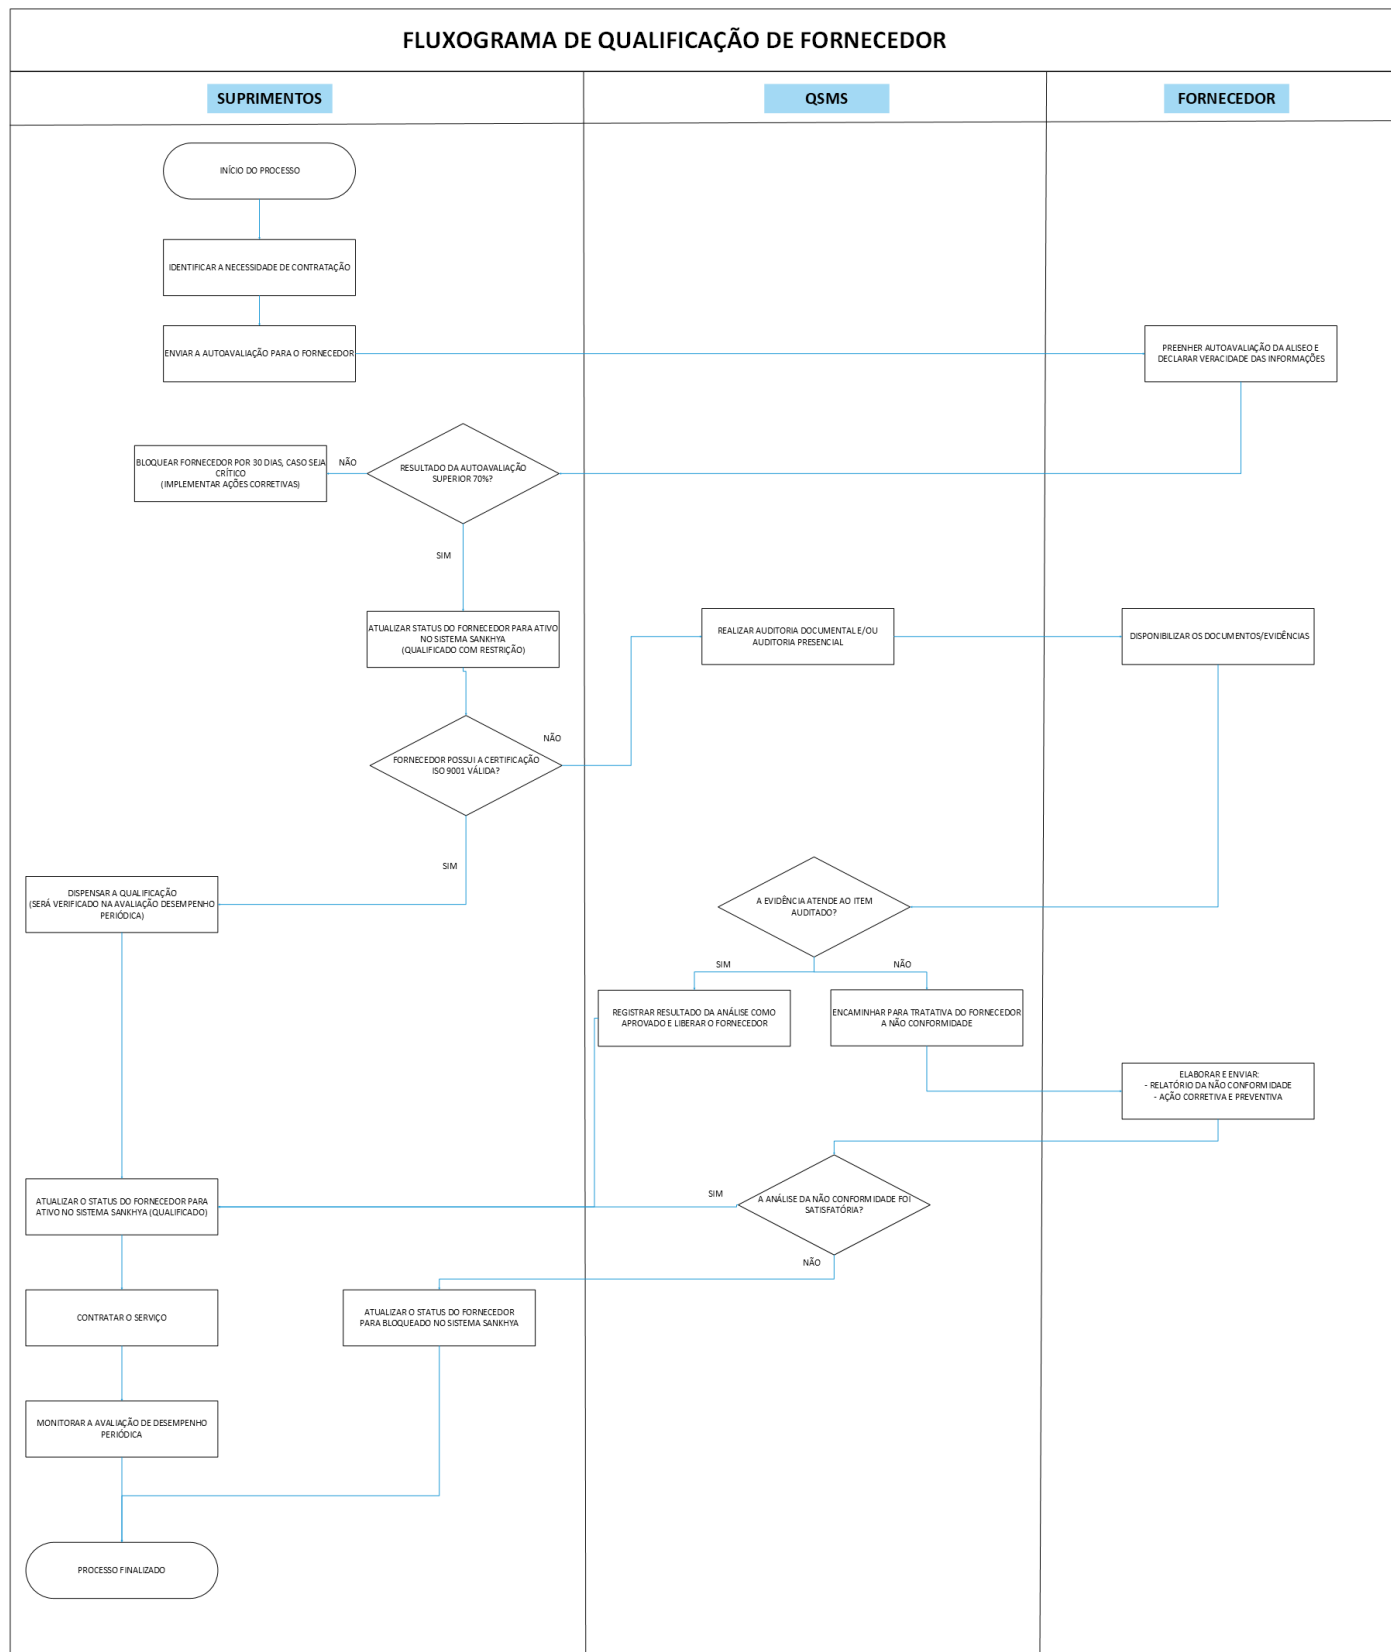 FLUXOGRAMA DE QUALIFICAÇÃO DE FORNECEDOR
SUPRIMENTOS
QSMS
FORNECEDOR
INÍCIO DO PROCESSO
IDENTIFICAR A NECESSIDADE DE CONTRATAÇÃO
ENVIAR A AUTOAVALIAÇÃO PARA O FORNECEDOR
PREENHER AUTOAVALIAÇÃO DA ALISEO E
DECLARAR VERACIDADE DAS INFORMAÇÕES
BLOQUEAR FORNECEDOR POR 30 DIAS, CASO SEJA
CRÍTICO
(IMPLEMENTAR AÇÕES CORRETIVAS)
NÃO
RESULTADO DA AUTOAVALIAÇÃO
SUPERIOR 70%?
SIM
ATUALIZAR STATUS DO FORNECEDOR PARA ATIVO
NO SISTEMA SANKHYA
(QUALIFICADO COM RESTRIÇÃO)
REALIZAR AUDITORIA DOCUMENTAL E/OU
AUDITORIA PRESENCIAL
DISPONIBILIZAR OS DOCUMENTOS/EVIDÊNCIAS
NÃO
FORNECEDOR POSSUI A CERTIFICAÇÃO
ISO 9001 VÁLIDA?
SIM
DISPENSAR A QUALIFICAÇÃO
(SERÁ VERIFICADO NA AVALIAÇÃO DESEMPENHO
PERIÓDICA)
A EVIDÊNCIA ATENDE AO ITEM
AUDITADO?
SIM
NÃO
REGISTRAR RESULTADO DA ANÁLISE COMO
APROVADO E LIBERAR O FORNECEDOR
ENCAMINHAR PARA TRATATIVA DO FORNECEDOR
A NÃO CONFORMIDADE
ELABORAR E ENVIAR:
- RELATÓRIO DA NÃO CONFORMIDADE
- AÇÃO CORRETIVA E PREVENTIVA
ATUALIZAR O STATUS DO FORNECEDOR PARA
ATIVO NO SISTEMA SANKHYA (QUALIFICADO)
SIM
A ANÁLISE DA NÃO CONFORMIDADE FOI
SATISFATÓRIA?
NÃO
CONTRATAR O SERVIÇO
ATUALIZAR O STATUS DO FORNECEDOR
PARA BLOQUEADO NO SISTEMA SANKHYA
MONITORAR A AVALIAÇÃO DE DESEMPENHO
PERIÓDICA
PROCESSO FINALIZADO